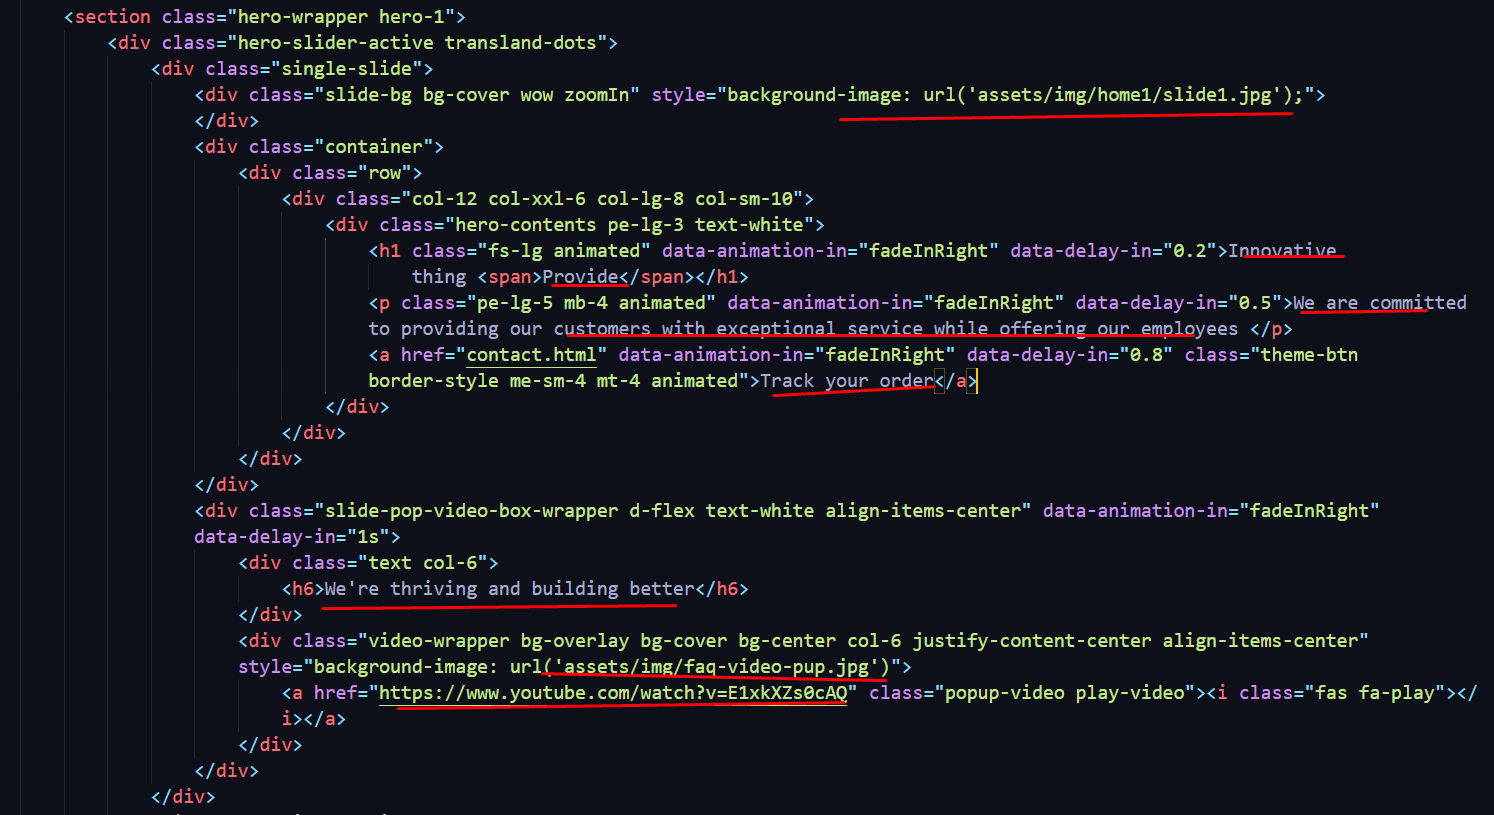 <section class="hero-wrapper hero-1">
<div class="hero-slider-active transland-dots">
<div class="single-slide">
<div class="slide-bg bg-cover wow zoomIn" style="background-image: url('assets/img/home1/slide1.jpg');">
</div>
<div class="container">
<div class="row">
<div class="col-12 col-xxl-6 col-lg-8 col-sm-10">
<div class="hero-contents pe-lg-3 text-white">
<h1 class="fs-lg animated" data-animation-in="fadeInRight" data-delay-in="0.2">Innovative
thing <span>Provide</span></h1>
<p class="pe-lg-5 mb-4 animated" data-animation-in="fadeInRight" data-delay-in="0.5">We are committed
to providing our customers with exceptional service while offering our employees </p>
<a href="contact.html" data-animation-in="fadeInRight" data-delay-in="0.8" class="theme-btn
border-style me-sm-4 mt-4 animated">Track your order</a>
</div>
</div>
</div>
</div>
<div class="slide-pop-video-box-wrapper d-flex text-white align-items-center" data-animation-in="fadeInRight"
data-delay-in="1s">
<div class="text col-6">
<h6>We're thriving and building better</h6>
</div>
<div class="video-wrapper bg-overlay bg-cover bg-center col-6 justify-content-center align-items-center"
style="background-image: url('assets/img/faq-video-pup.jpg')">
<a href="https://www.youtube.com/watch?v=E1xkXZs0cAQ" class="popup-video play-video"><i class="fas fa-play"></
i></a>
</div>
</div>
</div>